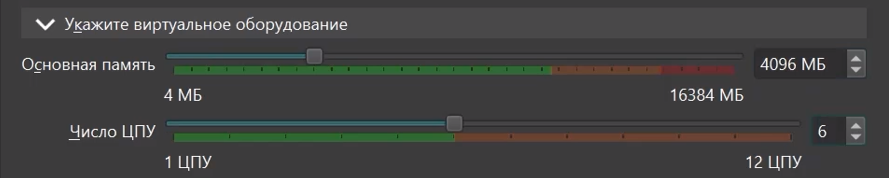 Укажите виртуальное оборудование
Основная память 4096 МБ
4 МБ 16384 МБ
Число ЦПУ 6
1 ЦПУ 12 ЦПУ